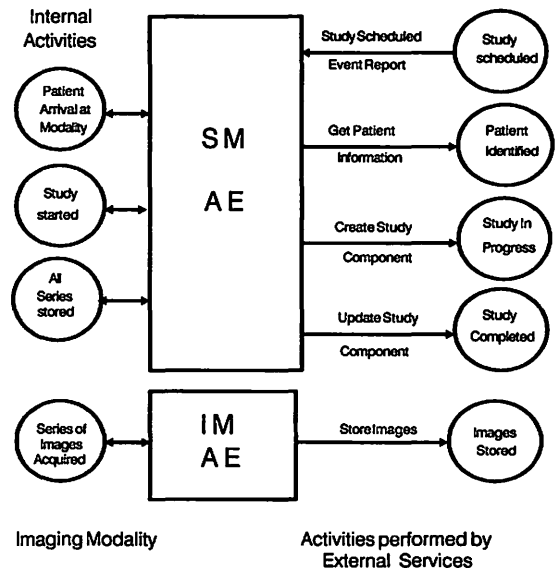 Internal
Activities
Study Scheduled
Event Report
Study
scheduled
Patient
Arrival at
Modality
SM
AE
Get Patient
Information
Patient
Identified
Study
started
Create Study
Component
Study In
Progress
All
Series
stored
Update Study
Component
Study
Completed
Series of
Images
Acquired
IM
AE
Store Images
Images
Stored
Imaging Modality
Activities performed by
External Services